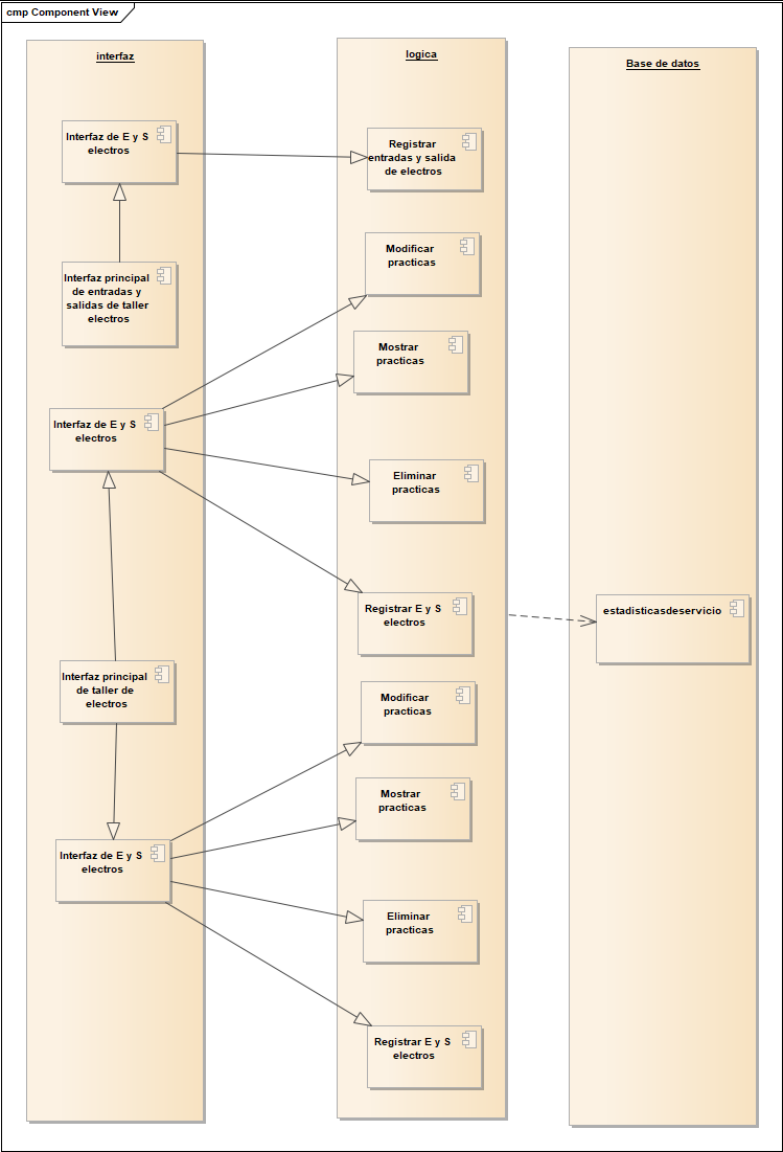 cmp Component View
interfaz
Interfaz de E y S
electros
Interfaz principal
de entradas y
salidas de taller
electros
Interfaz de E y S
electros
Interfaz principal
de taller de
electros
Interfaz de E y S
electros
logica
Registrar
entradas y salida
de electros
Modificar
practicas
Mostrar
practicas
Eliminar
practicas
Registrar E y S
electros
Modificar
practicas
Mostrar
practicas
Eliminar
practicas
Registrar E y S
electros
Base de datos
estadisticasdeservicio